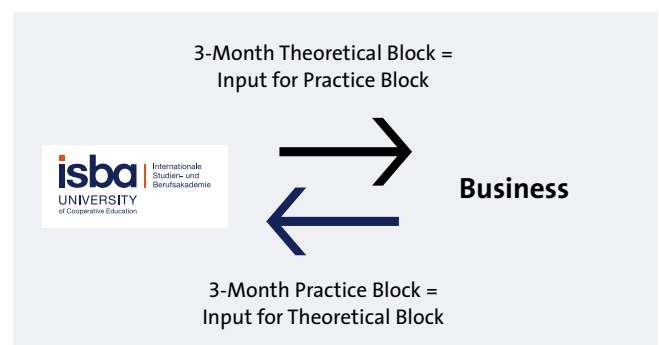 3-Month Theoretical Block =
Input for Practice Block
isba
Internationale
Studien- und
Berufsakademie
UNIVERSITY
of Cooperative Education
Business
3-Month Practice Block =
Input for Theoretical Block